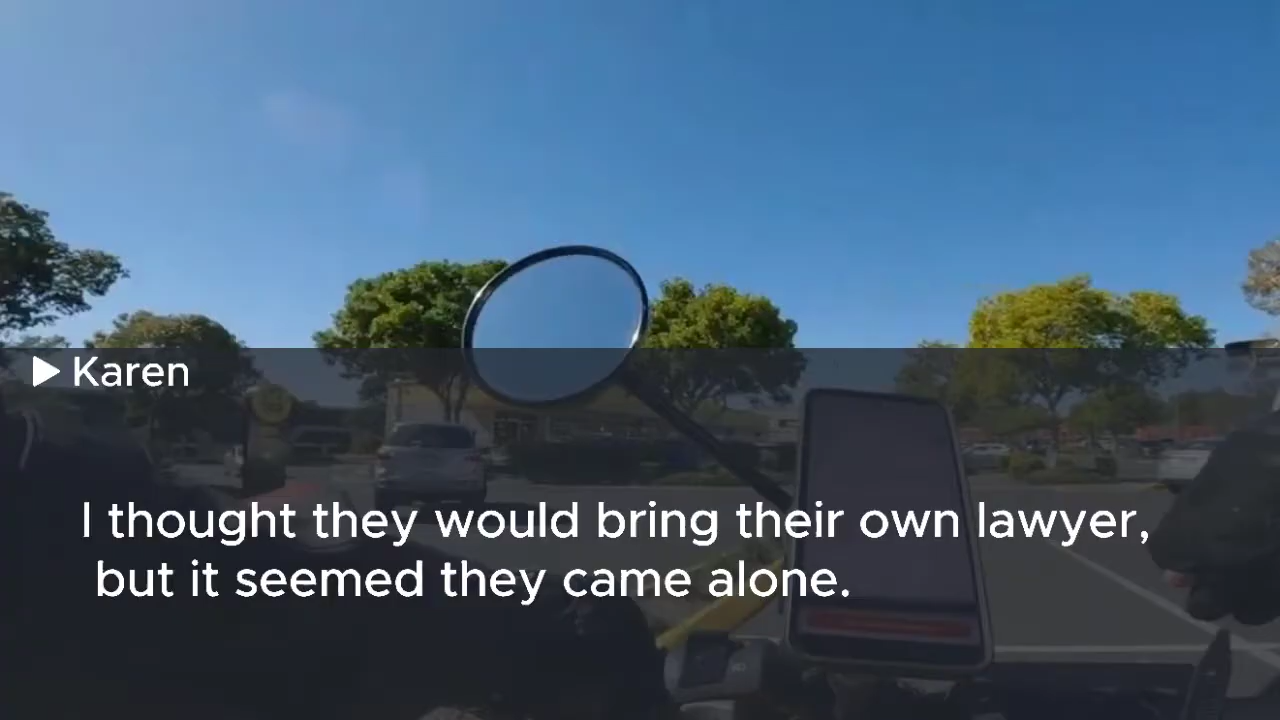 Karen
I thought they would bring their own lawyer,
but it seemed they came alone.